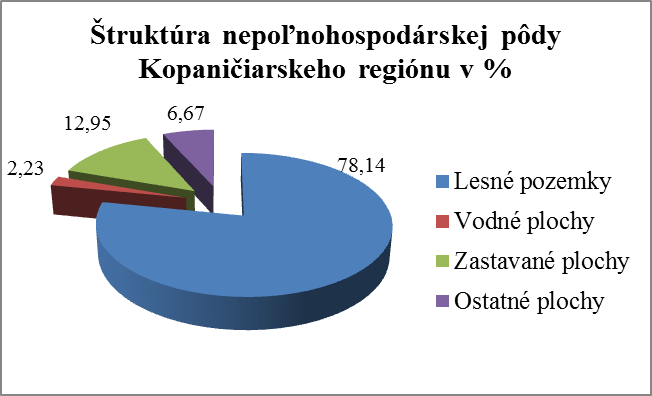 Štruktúra nepoľnohospodárskej pôdy
Kopaničiarskeho regiónu v %
6,67
12,95
2,23
78,14
Lesné pozemky
Vodné plochy
Zastavané plochy
Ostatné plochy